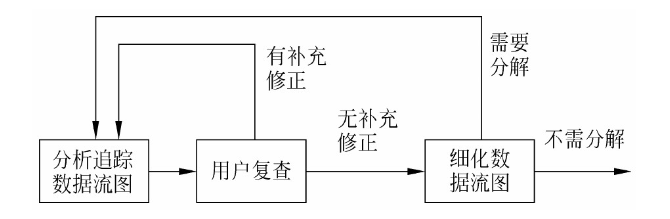 需要
分解
有补充
修正
无补充
修正
不需分解
分析追踪
数据流图
用户复查
细化数
据流图